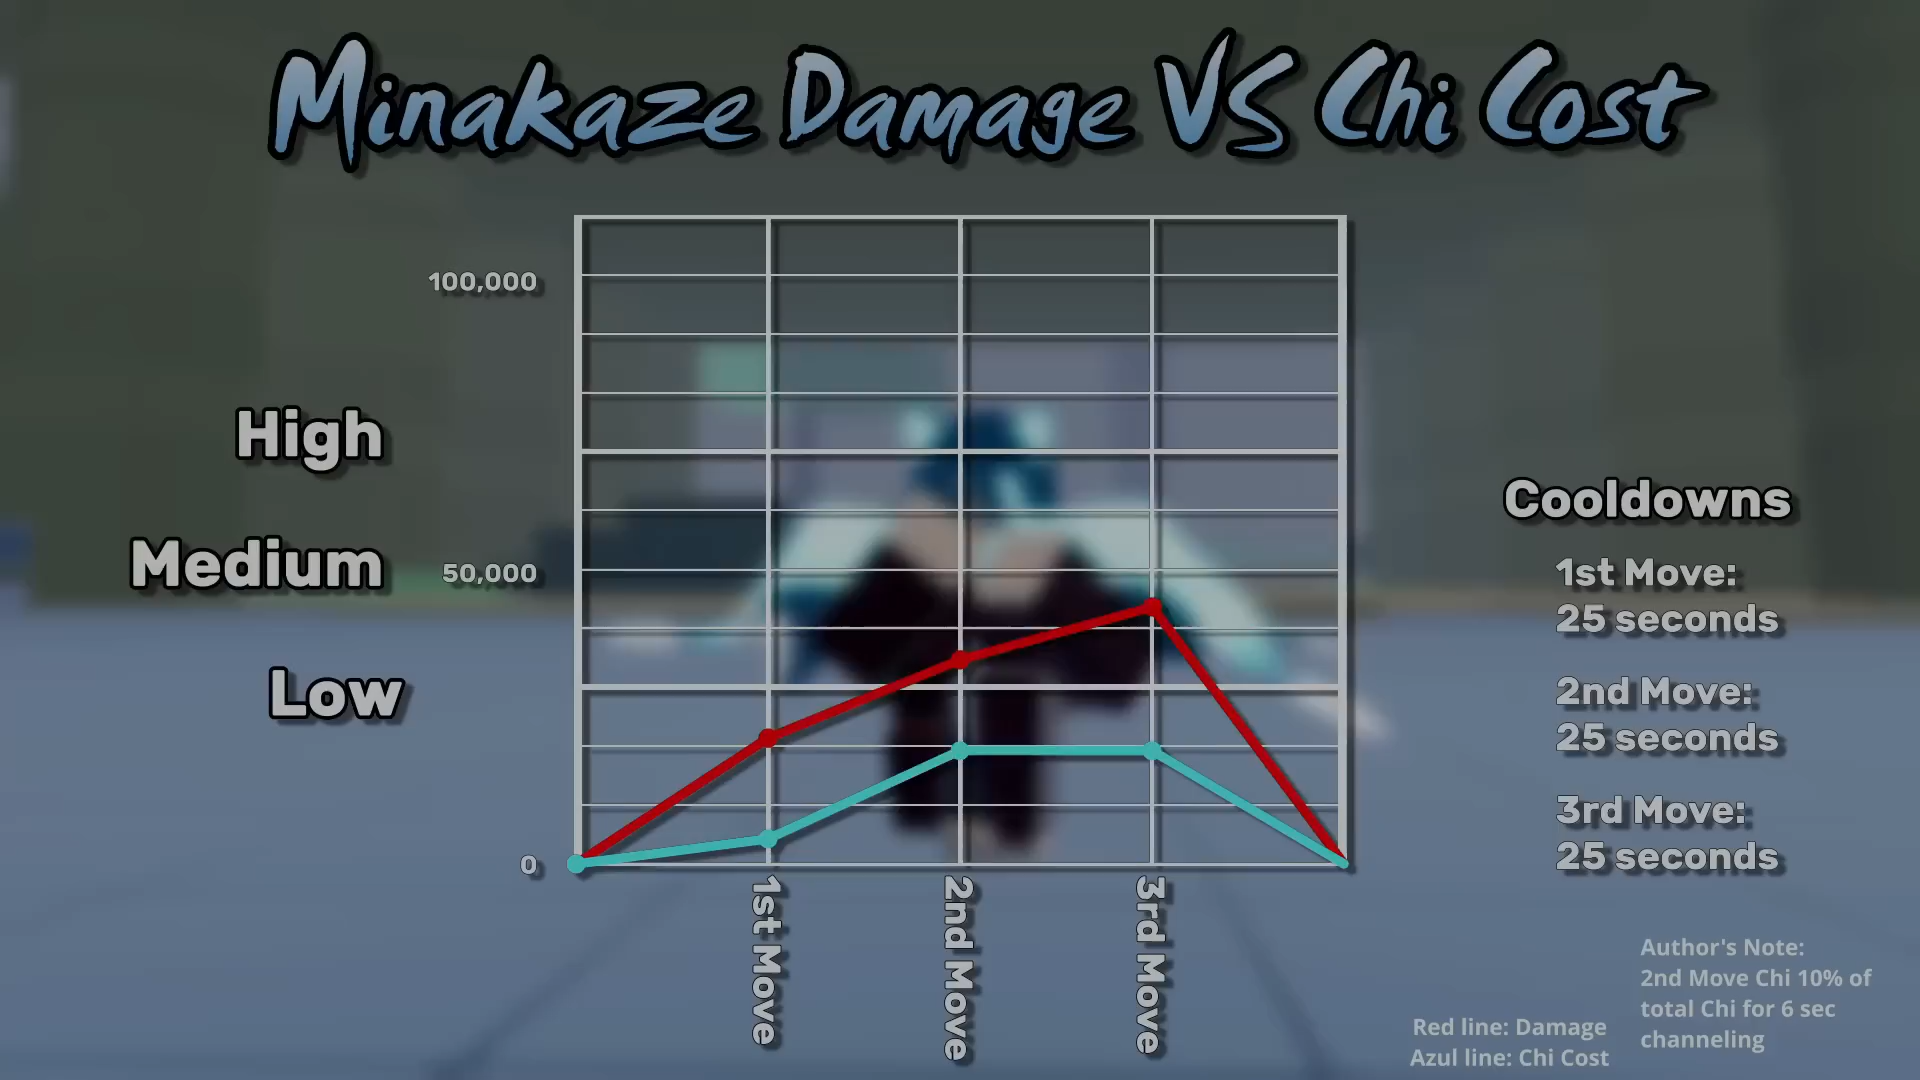 Minakaze Damage VS Chi Cost
100,000
High
Medium
50,000
Low
0
1st Move
2nd Move
3rd Move
Cooldowns
1st Move:
25 seconds
2nd Move:
25 seconds
3rd Move:
25 seconds
Red line: Damage
Azul line: Chi Cost
Author's Note:
2nd Move Chi 10% of
total Chi for 6 sec
channeling